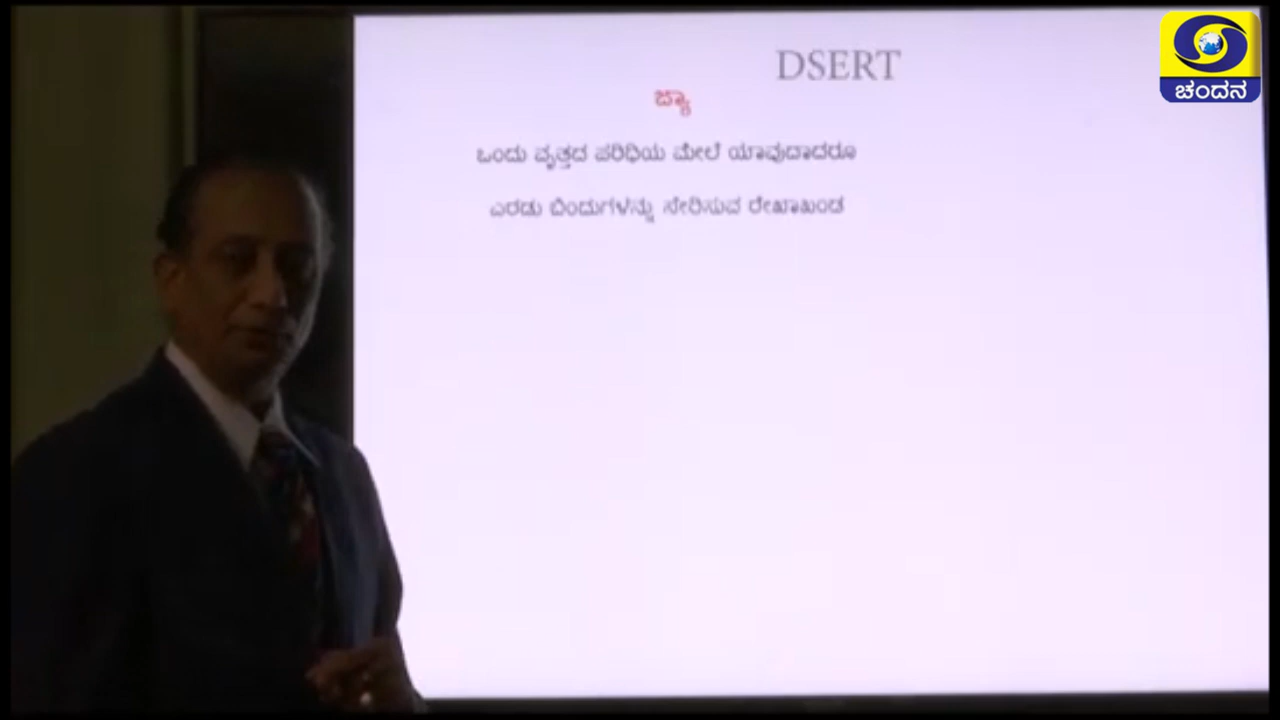 DSERT
ಚಂದನ
ಜ್ಯಾ
ಒಂದು ವೃತ್ತದ ಪರಿಧಿಯ ಮೇಲೆ ಯಾವುದಾದರೂ
ಎರಡು ಬಿಂದುಗಳನ್ನು ಸೇರಿಸುವ ರೇಖಾಖಂಡ